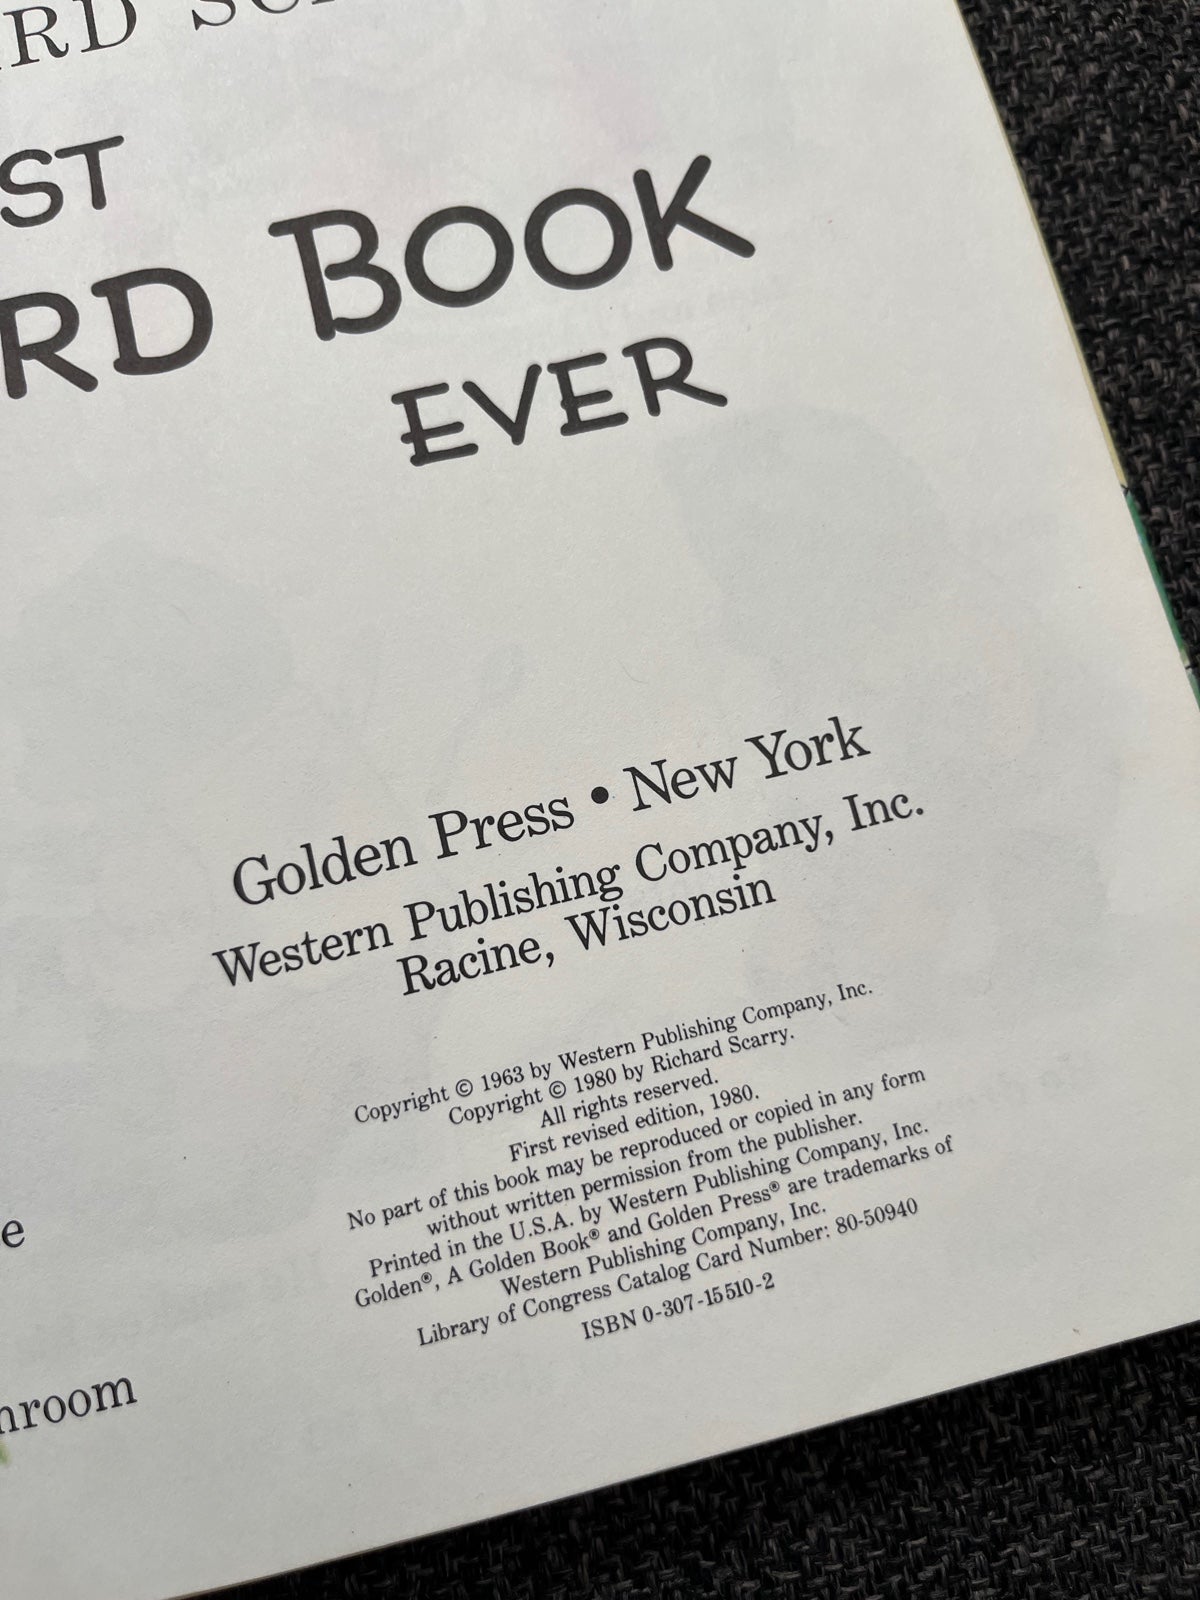 ST
RD BOOK
EVER
Golden Press • New York
Western Publishing Company, Inc.
Racine, Wisconsin
Copyright © 1963 by Western Publishing Company, Inc.
Copyright © 1980 by Richard Scarry.
All rights reserved.
First revised edition, 1980.
No part of this book may be reproduced or copied in any form
without written permission from the publisher.
Printed in the U.S.A. by Western Publishing Company, Inc.
Golden®, A Golden Book® and Golden Press® are trademarks of
Western Publishing Company, Inc.
Library of Congress Catalog Card Number: 80-50940
ISBN 0-307-15510-2
e
room